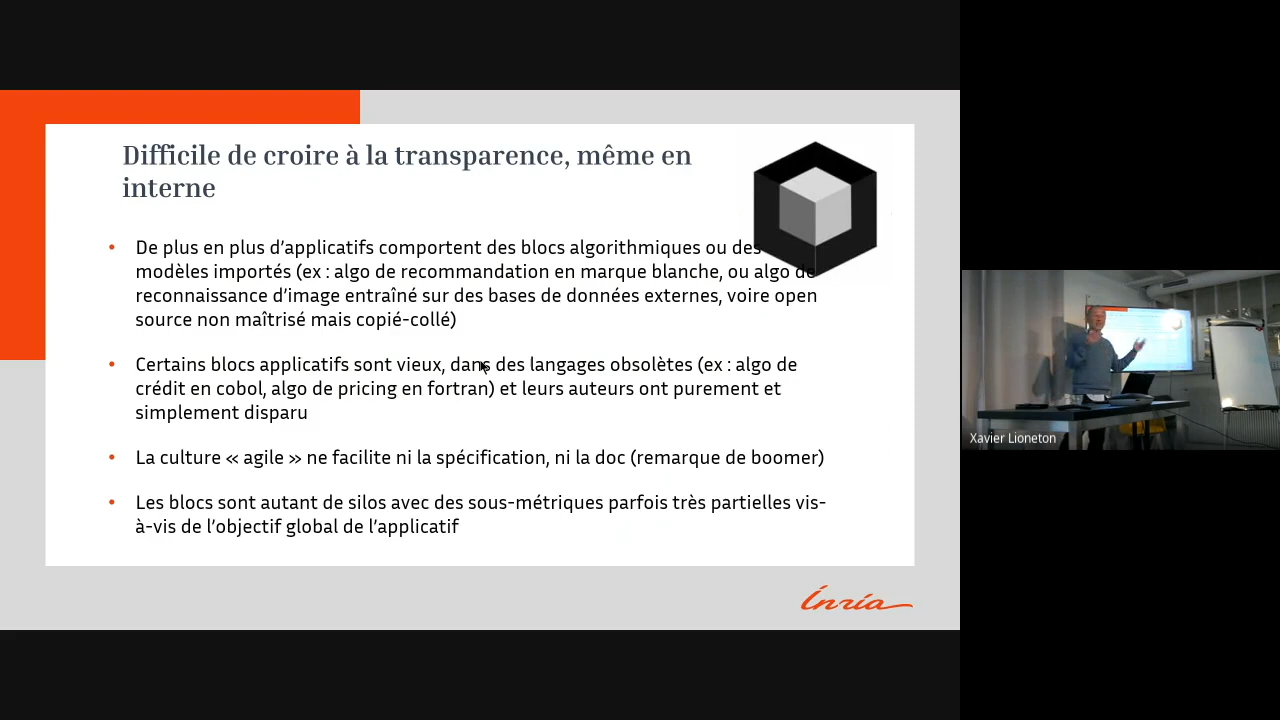 Difficile de croire à la transparence, même en
interne
• De plus en plus d'applicatifs comportent des blocs algorithmiques ou des
modèles importés (ex : algo de recommandation en marque blanche, ou algo de
reconnaissance d'image entraîné sur des bases de données externes, voire open
source non maîtrisé mais copié-collé)
• Certains blocs applicatifs sont vieux, dans des langages obsolètes (ex : algo de
crédit en cobol, algo de pricing en fortran) et leurs auteurs ont purement et
simplement disparu
• La culture « agile » ne facilite ni la spécification, ni la doc (remarque de boomer)
• Les blocs sont autant de silos avec des sous-métriques parfois très partielles vis-
à-vis de l'objectif global de l'applicatif
Inria
Xavier Lioneton